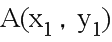 A(x₁ , y₁)